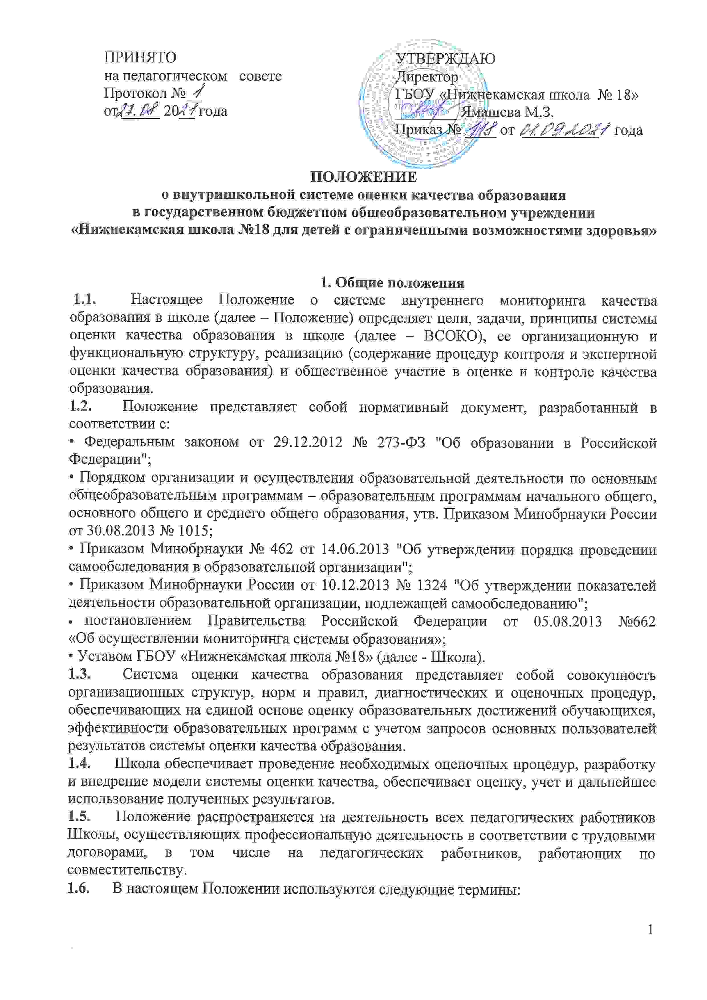 ПРИНЯТО
на педагогическом совете
Протокол № 1
от 27.08 2021 года
УТВЕРЖДАЮ
Директор
ГБОУ «Нижнекамская школа № 18»
Ямашева М.З.
Приказ № 118 от 01.09.2021 года
ПОЛОЖЕНИЕ
о внутришкольной системе оценки качества образования
в государственном бюджетном общеобразовательном учреждении
«Нижнекамская школа №18 для детей с ограниченными возможностями здоровья»
1. Общие положения
1.1. Настоящее Положение о системе внутреннего мониторинга качества
образования в школе (далее – Положение) определяет цели, задачи, принципы системы
оценки качества образования в школе (далее – ВСОКО), ее организационную и
функциональную структуру, реализацию (содержание процедур контроля и экспертной
оценки качества образования) и общественное участие в оценке и контроле качества
образования.
1.2. Положение представляет собой нормативный документ, разработанный в
соответствии с:
• Федеральным законом от 29.12.2012 № 273-ФЗ "Об образовании в Российской
Федерации";
• Порядком организации и осуществления образовательной деятельности по основным
общеобразовательным программам – образовательным программам начального общего,
основного общего и среднего общего образования, утв. Приказом Минобрнауки России
от 30.08.2013 № 1015;
• Приказом Минобрнауки № 462 от 14.06.2013 "Об утверждении порядка проведении
самообследования в образовательной организации";
• Приказом Минобрнауки России от 10.12.2013 № 1324 "Об утверждении показателей
деятельности образовательной организации, подлежащей самообследованию";
• постановлением Правительства Российской Федерации от 05.08.2013 №662
«Об осуществлении мониторинга системы образования»;
• Уставом ГБОУ «Нижнекамская школа №18» (далее - Школа).
1.3. Система оценки качества образования представляет собой совокупность
организационных структур, норм и правил, диагностических и оценочных процедур,
обеспечивающих на единой основе оценку образовательных достижений обучающихся,
эффективности образовательных программ с учетом запросов основных пользователей
результатов системы оценки качества образования.
1.4. Школа обеспечивает проведение необходимых оценочных процедур, разработку
и внедрение модели системы оценки качества, обеспечивает оценку, учет и дальнейшее
использование полученных результатов.
1.5. Положение распространяется на деятельность всех педагогических работников
Школы, осуществляющих профессиональную деятельность в соответствии с трудовыми
договорами, в том числе на педагогических работников, работающих по
совместительству.
1.6. В настоящем Положении используются следующие термины:
1